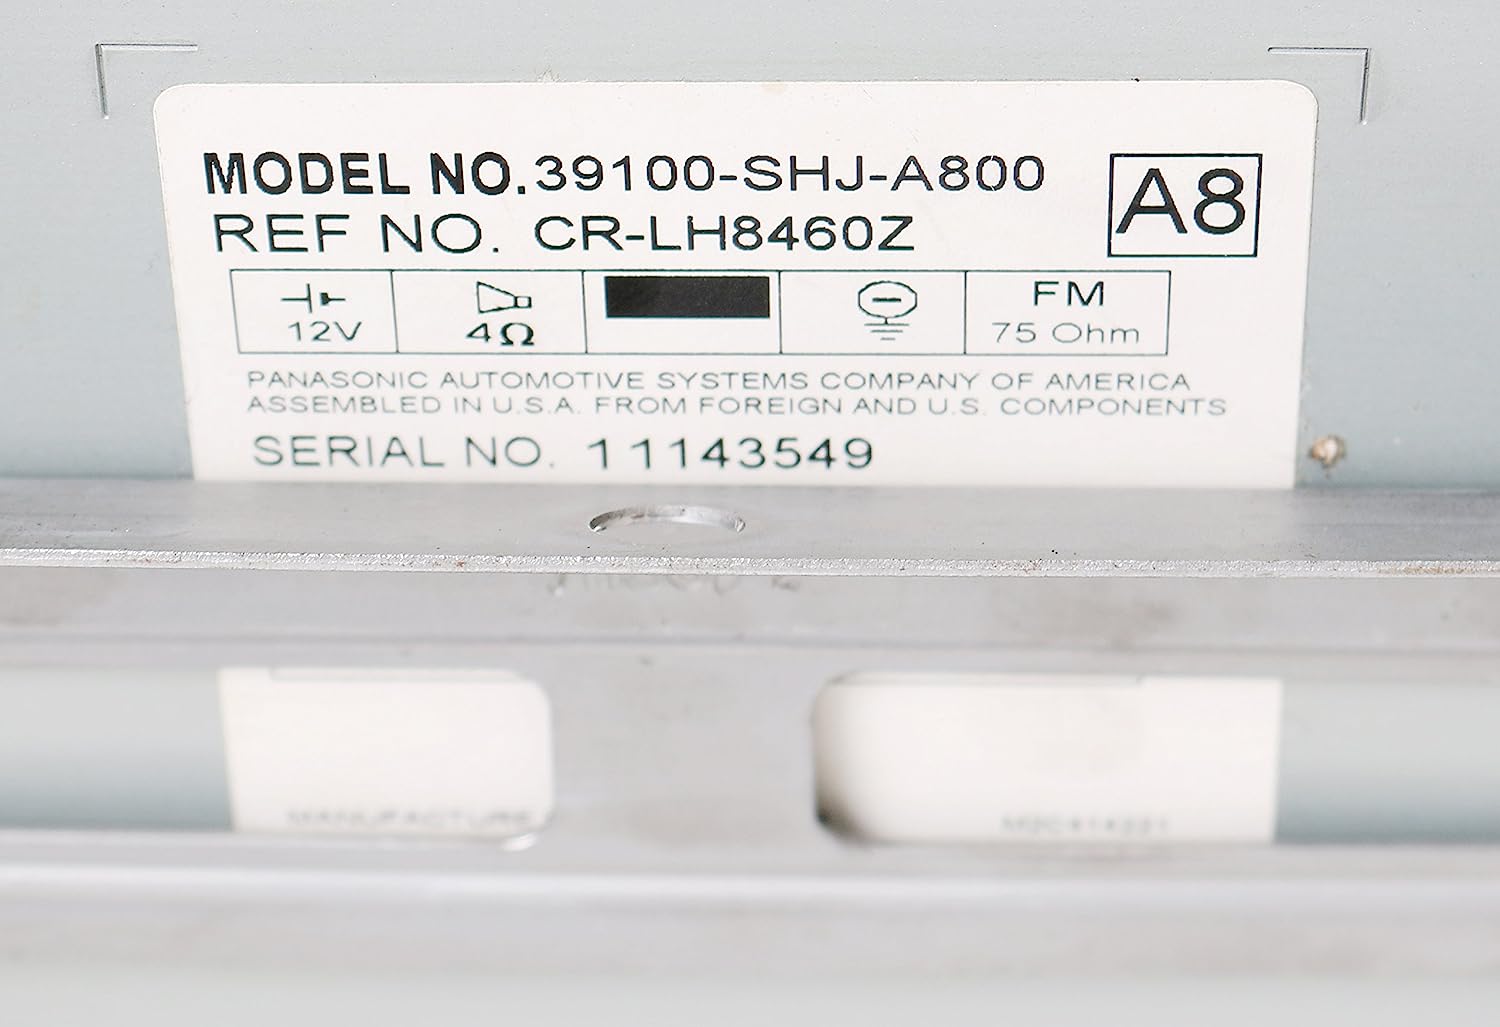 MODEL NO. 39100-SHJ-A800
A8
REF NO. CR-LH8460Z
12V
4Ω
FM
75 Ohm
PANASONIC AUTOMOTIVE SYSTEMS COMPANY OF AMERICA
ASSEMBLED IN U.S.A. FROM FOREIGN AND U.S. COMPONENTS
SERIAL NO. 11143549
MANUFACTURE